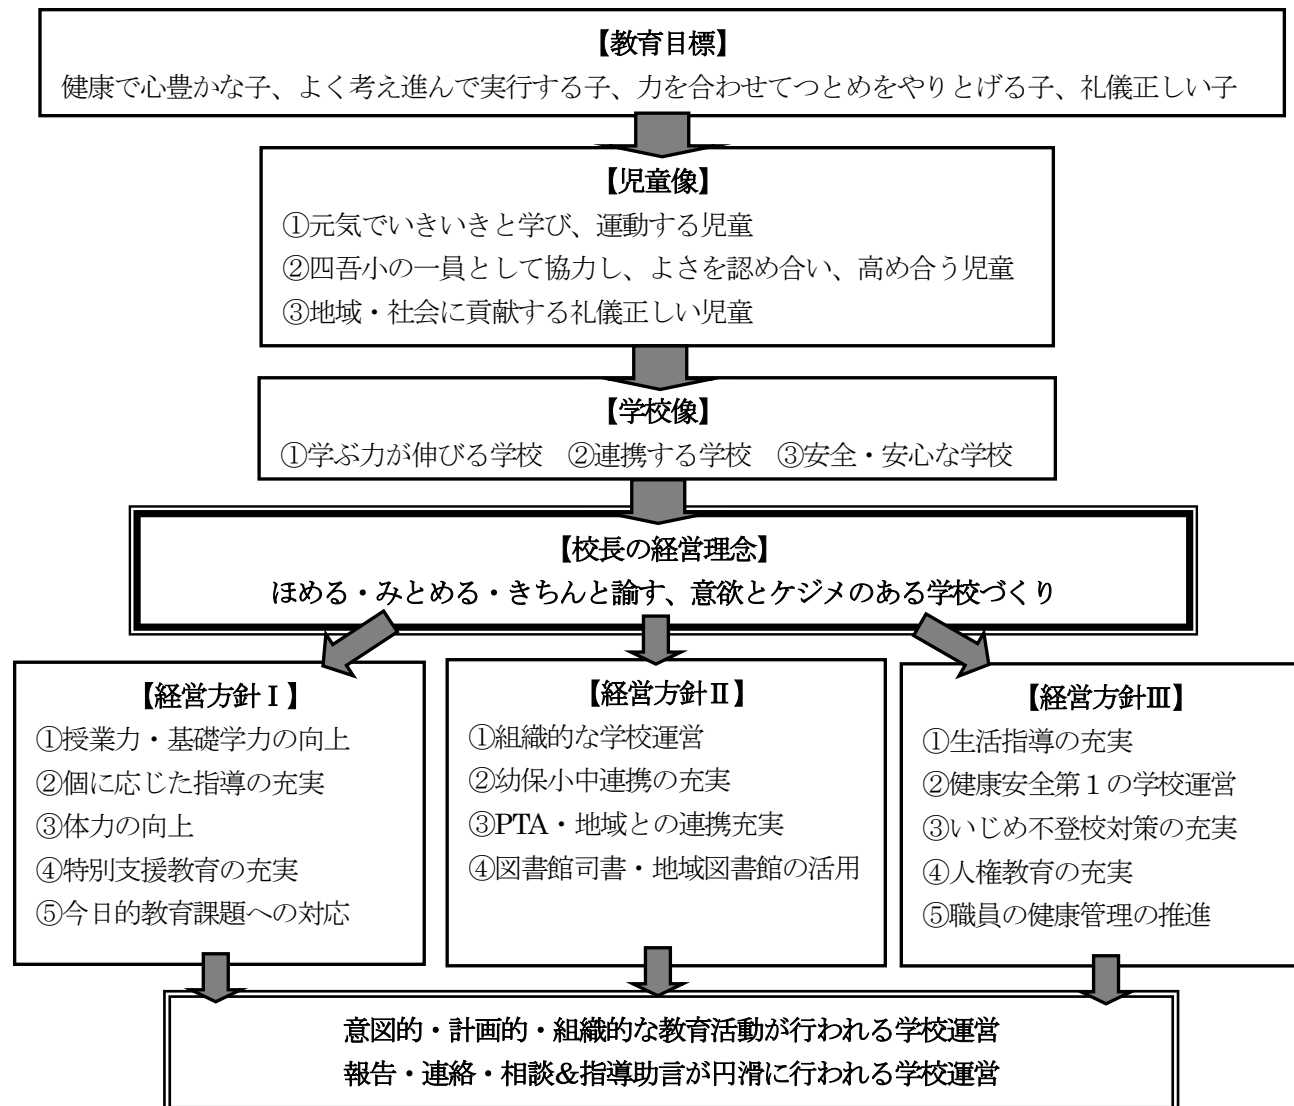 【教育目標】
健康で心豊かな子、よく考え進んで実行する子、力を合わせてつとめをやりとげる子、礼儀正しい子
【児童像】
①元気でいきいきと学び、運動する児童
②四吾小の一員として協力し、よさを認め合い、高め合う児童
③地域・社会に貢献する礼儀正しい児童
【学校像】
①学ぶ力が伸びる学校　②連携する学校　③安全・安心な学校
【校長の経営理念】
ほめる・みとめる・きちんと諭す、意欲とケジメのある学校づくり
【経営方針Ⅰ】
①授業力・基礎学力の向上
②個に応じた指導の充実
③体力の向上
④特別支援教育の充実
⑤今日的教育課題への対応
【経営方針Ⅱ】
①組織的な学校運営
②幼保小中連携の充実
③PTA・地域との連携充実
④図書館司書・地域図書館の活用
【経営方針Ⅲ】
①生活指導の充実
②健康安全第１の学校運営
③いじめ不登校対策の充実
④人権教育の充実
⑤職員の健康管理の推進
意図的・計画的・組織的な教育活動が行われる学校運営
報告・連絡・相談＆指導助言が円滑に行われる学校運営